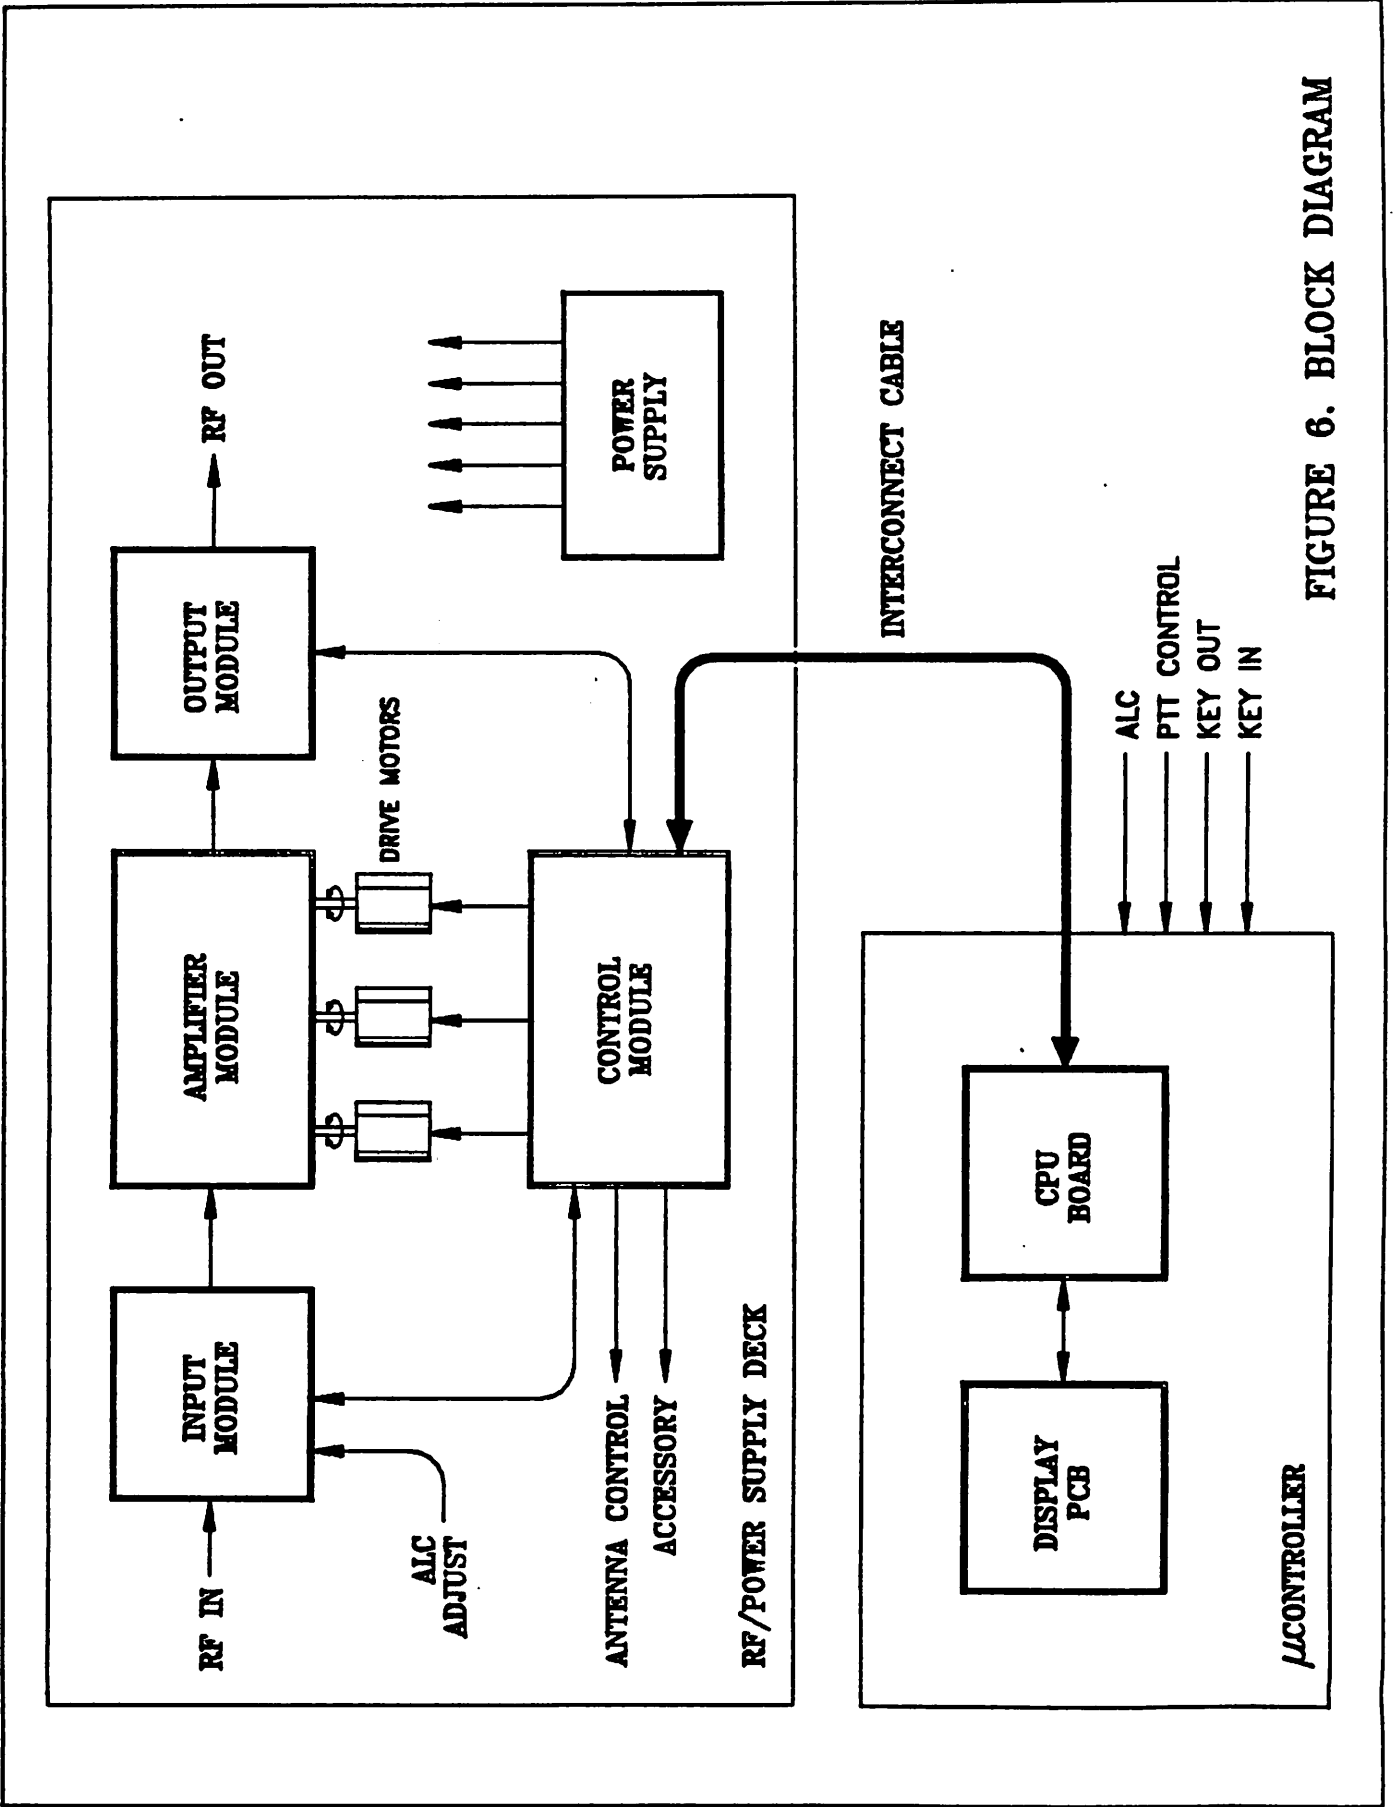 RF IN
INPUT
MODULE
AMPLIFIER
MODULE
OUTPUT
MODULE
RF OUT
ALC
ADJUST
DRIVE MOTORS
ANTENNA CONTROL
ACCESSORY
CONTROL
MODULE
POWER
SUPPLY
RF/POWER SUPPLY DECK
INTERCONNECT CABLE
DISPLAY
PCB
CPU
BOARD
ALC
PTT CONTROL
KEY OUT
KEY IN
μCONTROLLER
FIGURE 6. BLOCK DIAGRAM